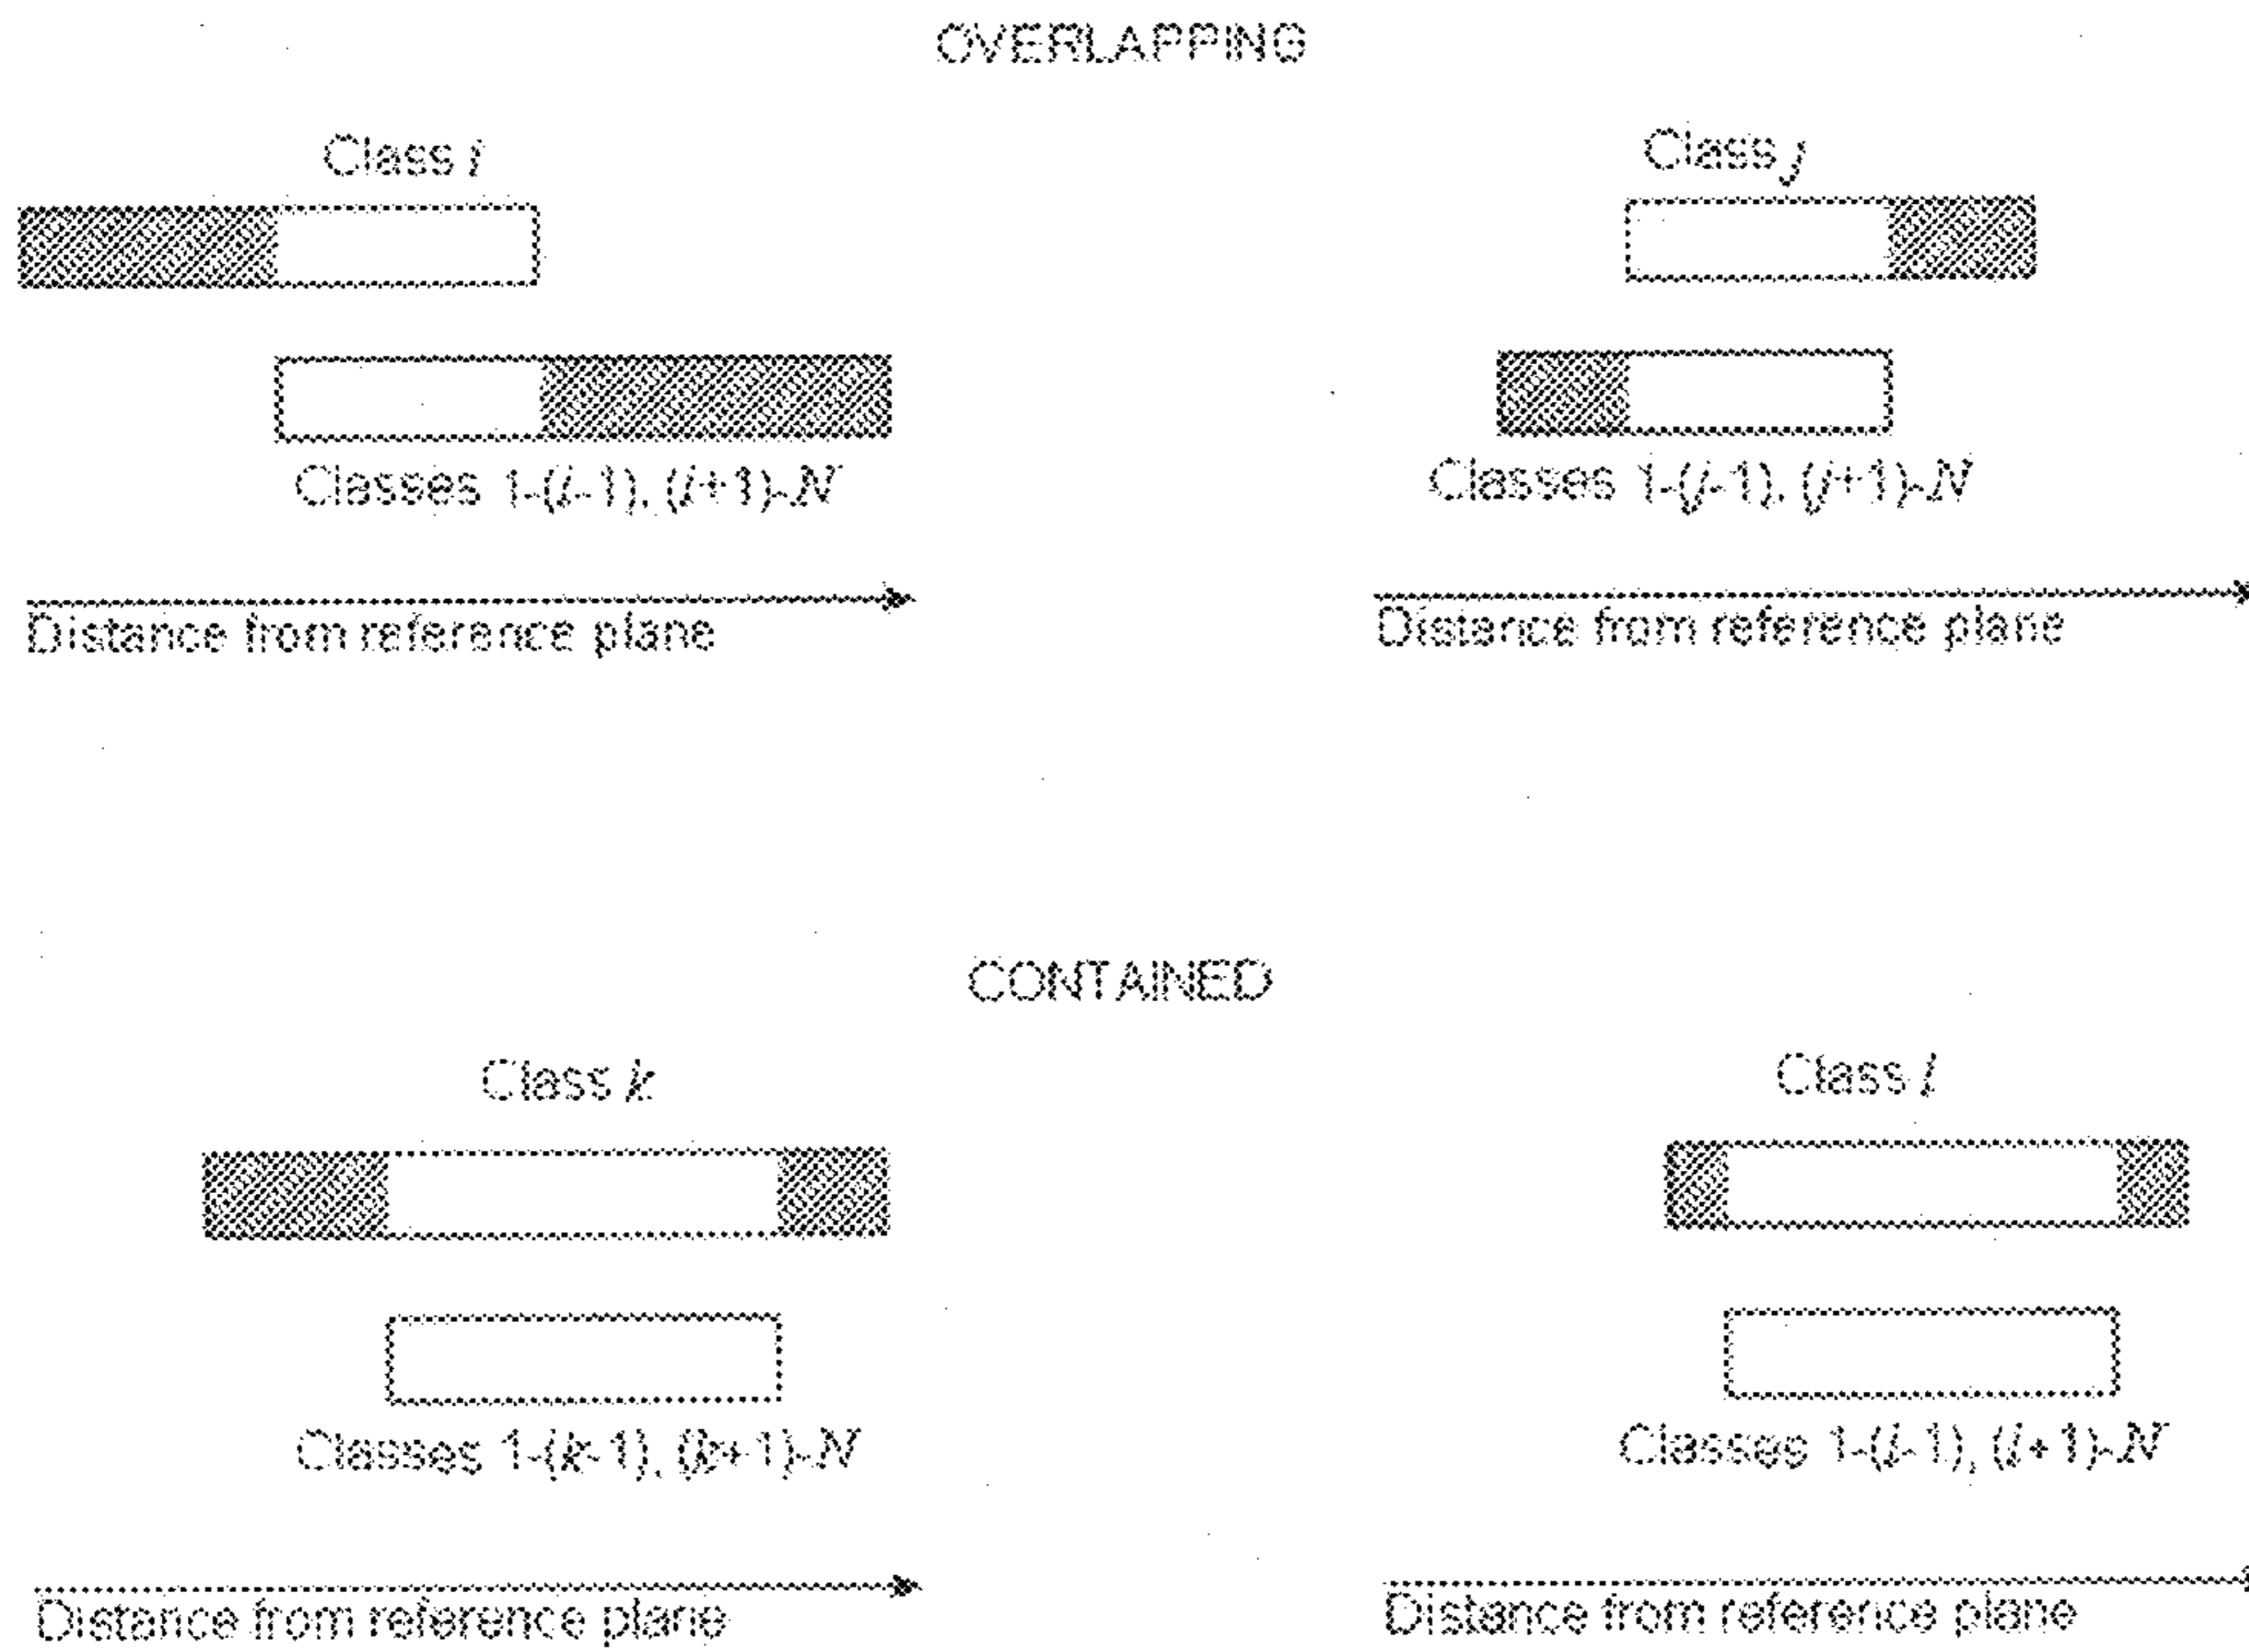 OVERLAPPING
Class i
Class j
Classes 1-(i-1), (i+1)-N
Classes 1-(j-1), (j+1)-N
Distance from reference plane
Distance from reference plane
CONTAINED
Class k
Class l
Classes 1-(k-1), (k+1)-N
Classes 1-(l-1), (l+1)-N
Distance from reference plane
Distance from reference plane